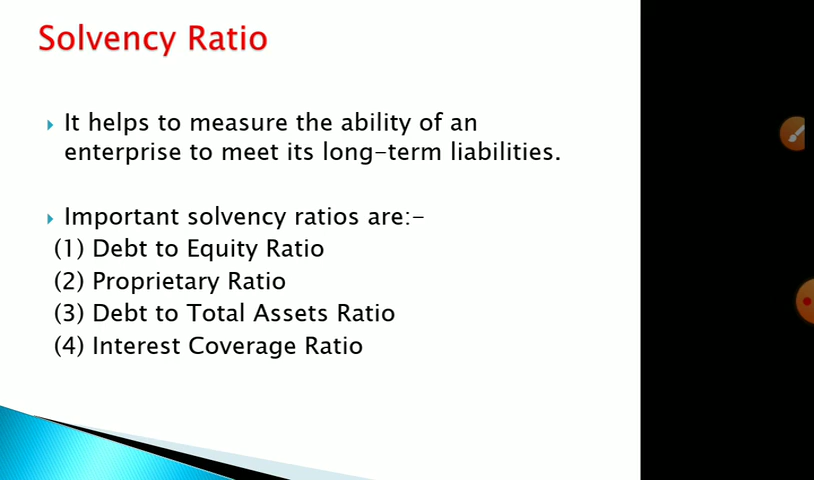 Solvency Ratio
It helps to measure the ability of an
enterprise to meet its long-term liabilities.
Important solvency ratios are:-
(1) Debt to Equity Ratio
(2) Proprietary Ratio
(3) Debt to Total Assets Ratio
(4) Interest Coverage Ratio